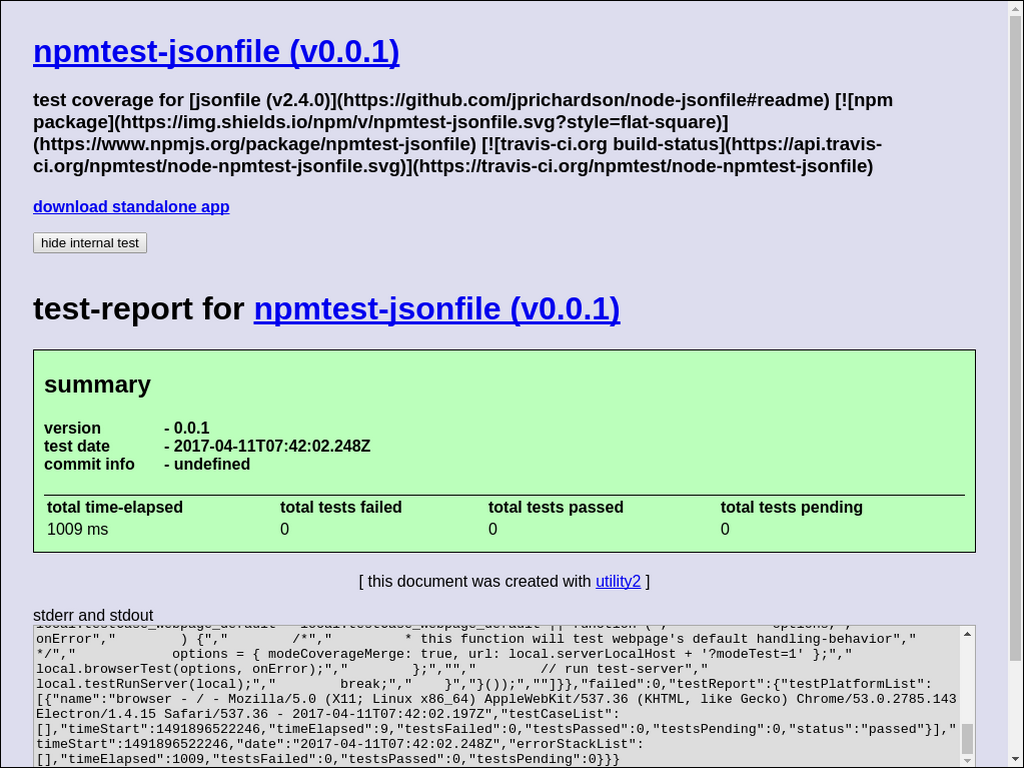 npmtest-jsonfile (v0.0.1)
test coverage for [jsonfile (v2.4.0)](https://github.com/jprichardson/node-jsonfile#readme) [![npm
package](https://img.shields.io/npm/v/npmtest-jsonfile.svg?style=flat-square)]
(https://www.npmjs.org/package/npmtest-jsonfile) [![travis-ci.org build-status](https://api.travis-
ci.org/npmtest/node-npmtest-jsonfile.svg)](https://travis-ci.org/npmtest/node-npmtest-jsonfile)
download standalone app
hide internal test
test-report for npmtest-jsonfile (v0.0.1)
summary
version - 0.0.1
test date - 2017-04-11T07:42:02.248Z
commit info - undefined
total time-elapsed total tests failed total tests passed total tests pending
1009 ms 0 0 0
[ this document was created with utility2 ]
stderr and stdout
local.testCase_webpage_default = local.testCase_webpage_default || function (","            options,","
onError","        ) {","        /*","         * this function will test webpage's default handling-behavior","
*/","            options = { modeCoverageMerge: true, url: local.serverLocalHost + '?modeTest=1' };","
local.browserTest(options, onError);","        };","","        // run test-server","
local.testRunServer(local);","        break;","    }","}());",""]}},"failed":0,"testReport":{"testPlatformList":
[{"name":"browser - / - Mozilla/5.0 (X11; Linux x86_64) AppleWebKit/537.36 (KHTML, like Gecko) Chrome/53.0.2785.143
Electron/1.4.15 Safari/537.36 - 2017-04-11T07:42:02.197Z","testCaseList":
[],"timeStart":1491896522246,"timeElapsed":9,"testsFailed":0,"testsPassed":0,"testsPending":0,"status":"passed"}],"
timeStart":1491896522246,"date":"2017-04-11T07:42:02.248Z","errorStackList":
[],"timeElapsed":1009,"testsFailed":0,"testsPassed":0,"testsPending":0}}}